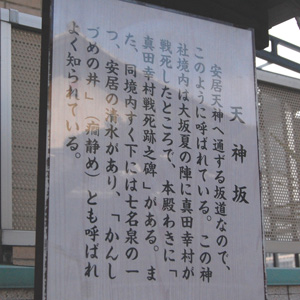 天神坂
安居天神へ通ずる坂道なので、
このように呼ばれている。この神
社境内は大坂夏の陣に真田幸村が
戦死したところで、本殿わきに「
真田幸村戦死跡之碑」がある。ま
た、同境内すぐ下には七名泉の一
つ、安居の清水があり、「かんし
づめの井」(癇静め)とも呼ばれ
よく知られている。